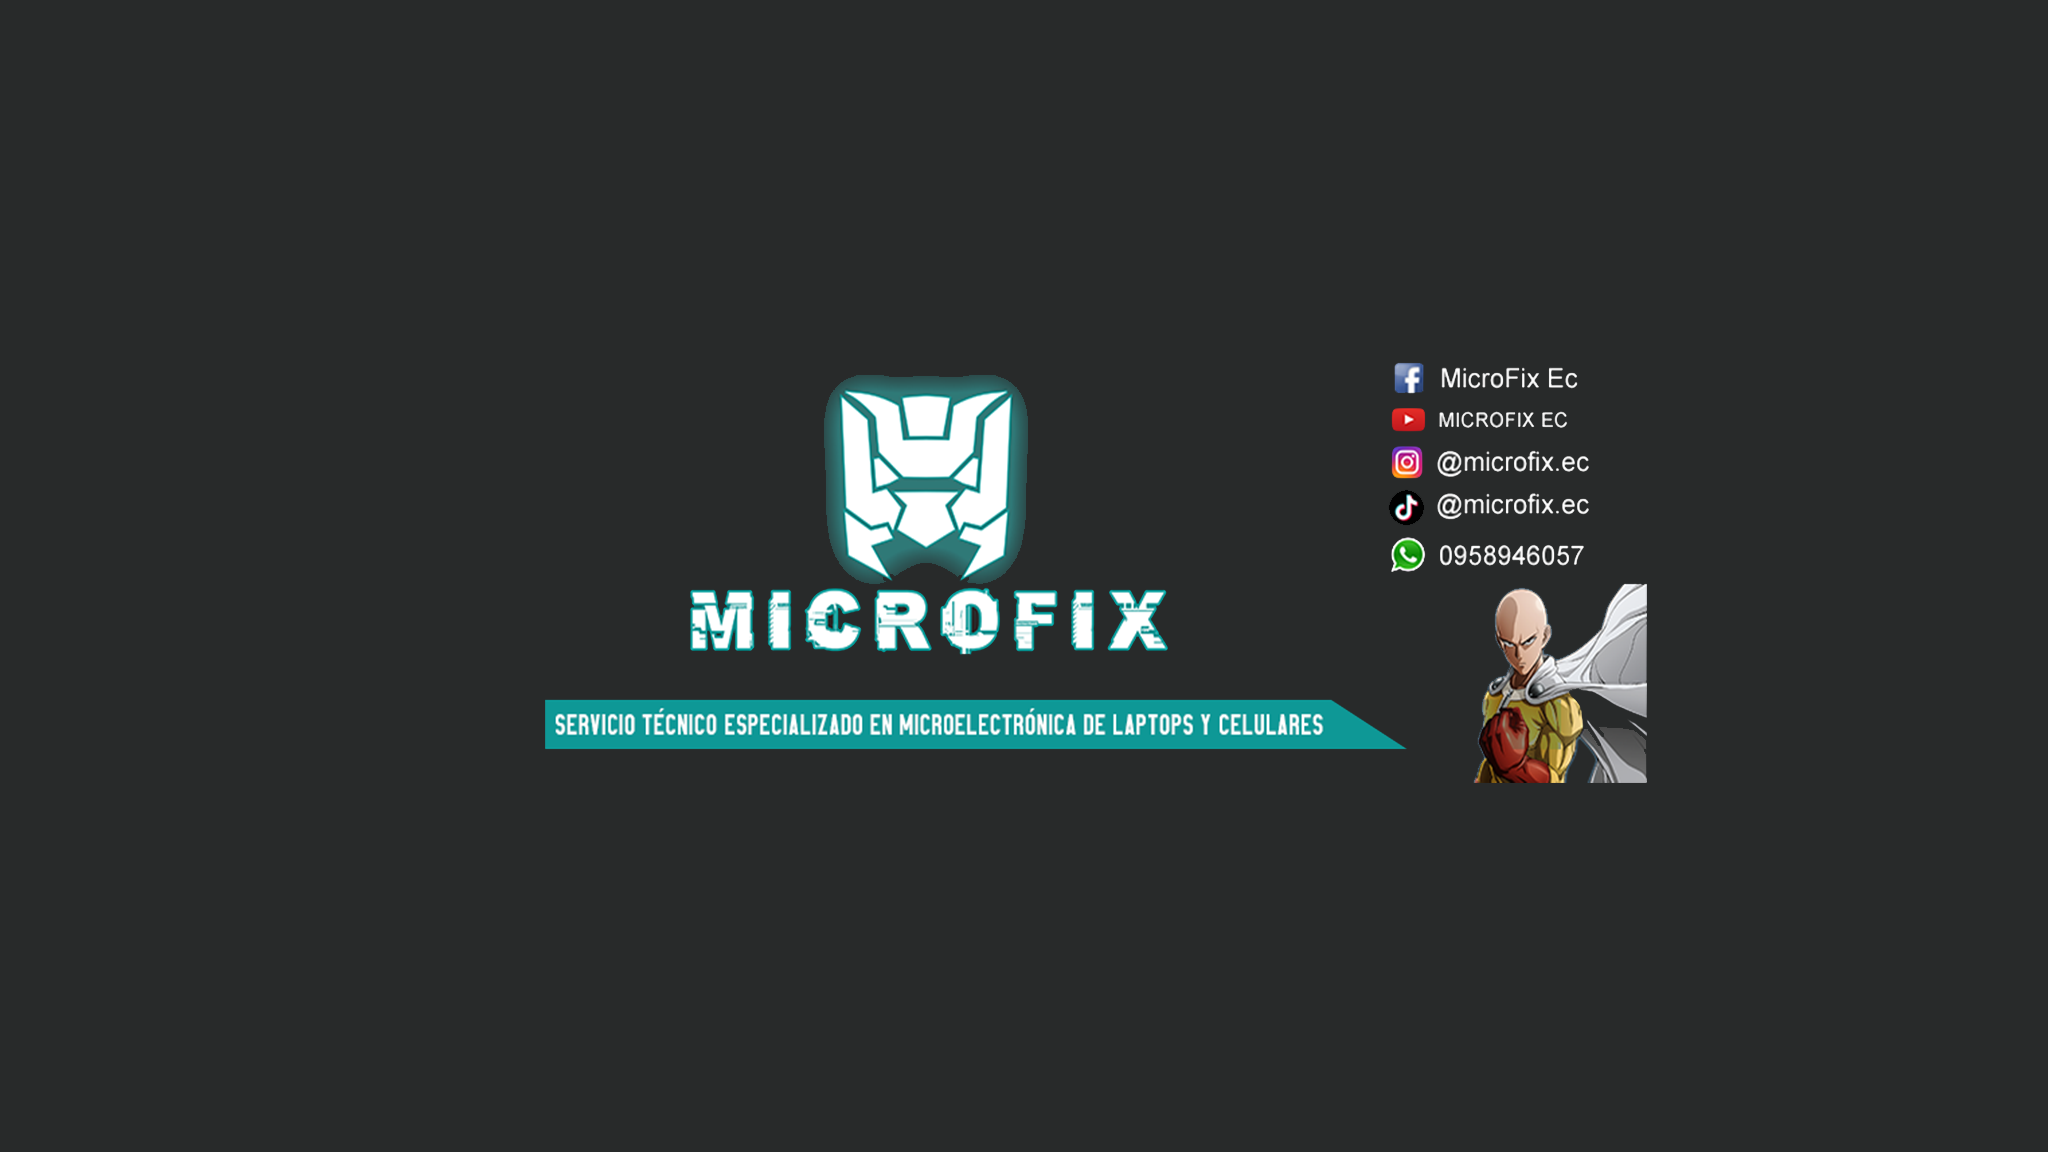 MICROFIX
SERVICIO TÉCNICO ESPECIALIZADO EN MICROELECTRÓNICA DE LAPTOPS Y CELULARES
MicroFix Ec
MICROFIX EC
@microfix.ec
@microfix.ec
0958946057